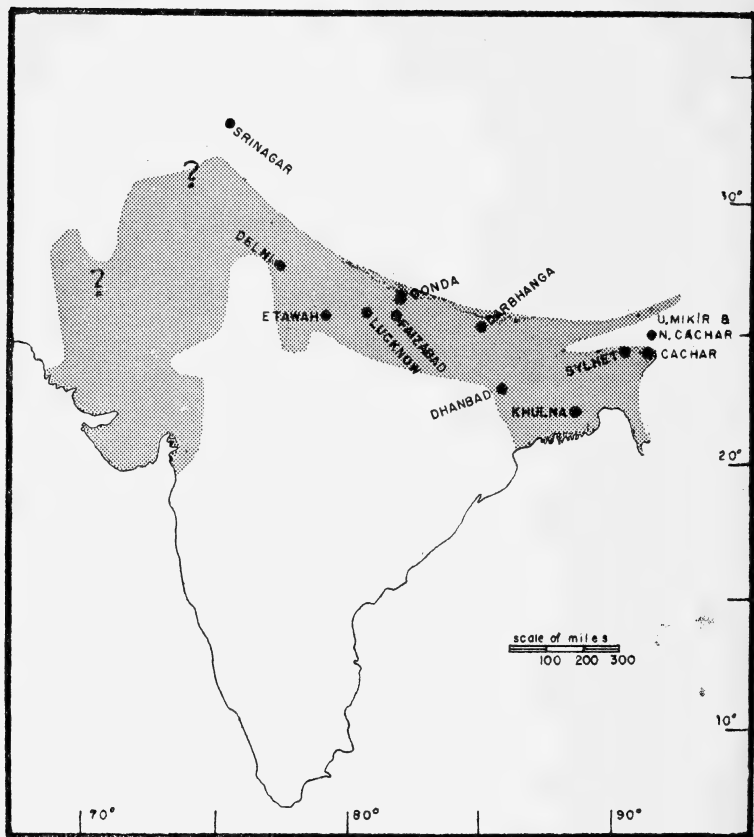 SRINAGAR
?
30°
DELHI
?
GONDA
DARBHANGA
ETAWAH
LUCKNOW
FAIZABAD
U. MIKIR &
N. CACHAR
SYLHET
CACHAR
DHANBAD
KHULNA
20°
scale of miles
100 200 300
10°
70° 80° 90°